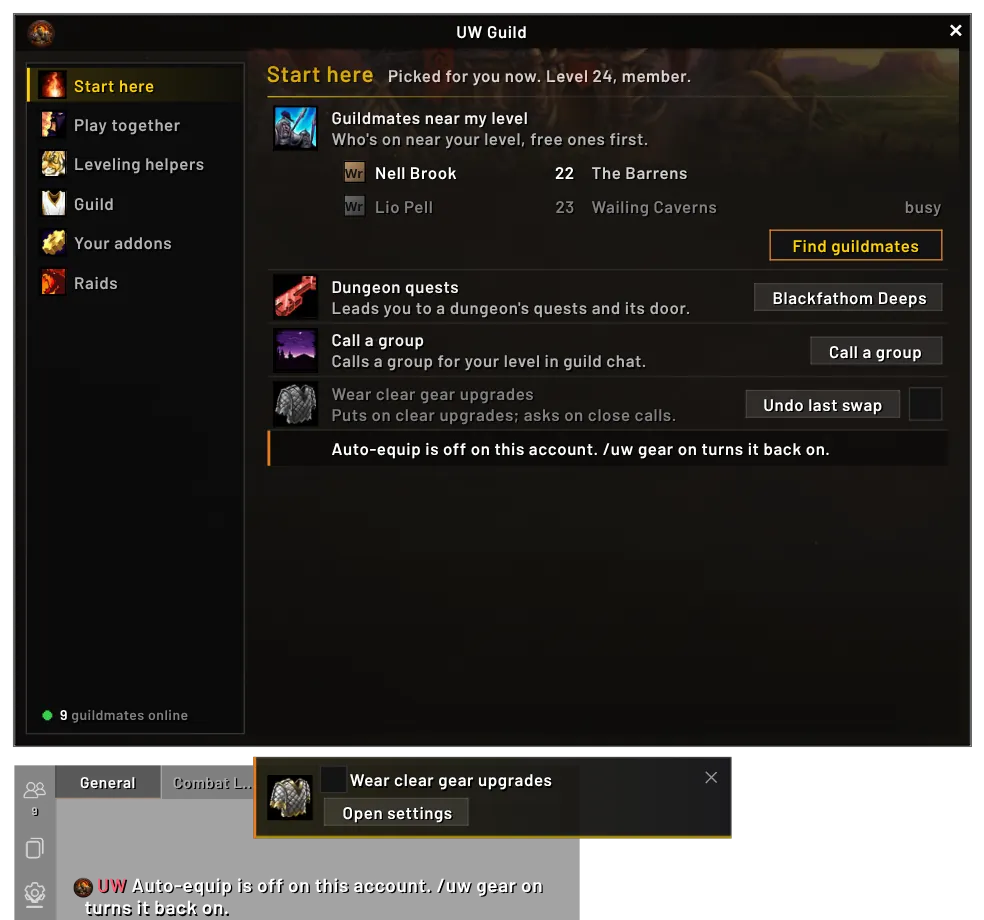 UW Guild
Start here
Play together
Leveling helpers
Guild
Your addons
Raids
9 guildmates online
Start here Picked for you now. Level 24, member.
Guildmates near my level
Who's on near your level, free ones first.
Wr Nell Brook 22 The Barrens
Wr Lio Pell 23 Wailing Caverns busy
Find guildmates
Dungeon quests
Leads you to a dungeon's quests and its door.
Blackfathom Deeps
Call a group
Calls a group for your level in guild chat.
Call a group
Wear clear gear upgrades
Puts on clear upgrades; asks on close calls.
Undo last swap
Auto-equip is off on this account. /uw gear on turns it back on.
9
General
Combat L...
Wear clear gear upgrades
Open settings
UW Auto-equip is off on this account. /uw gear on
turns it back on.